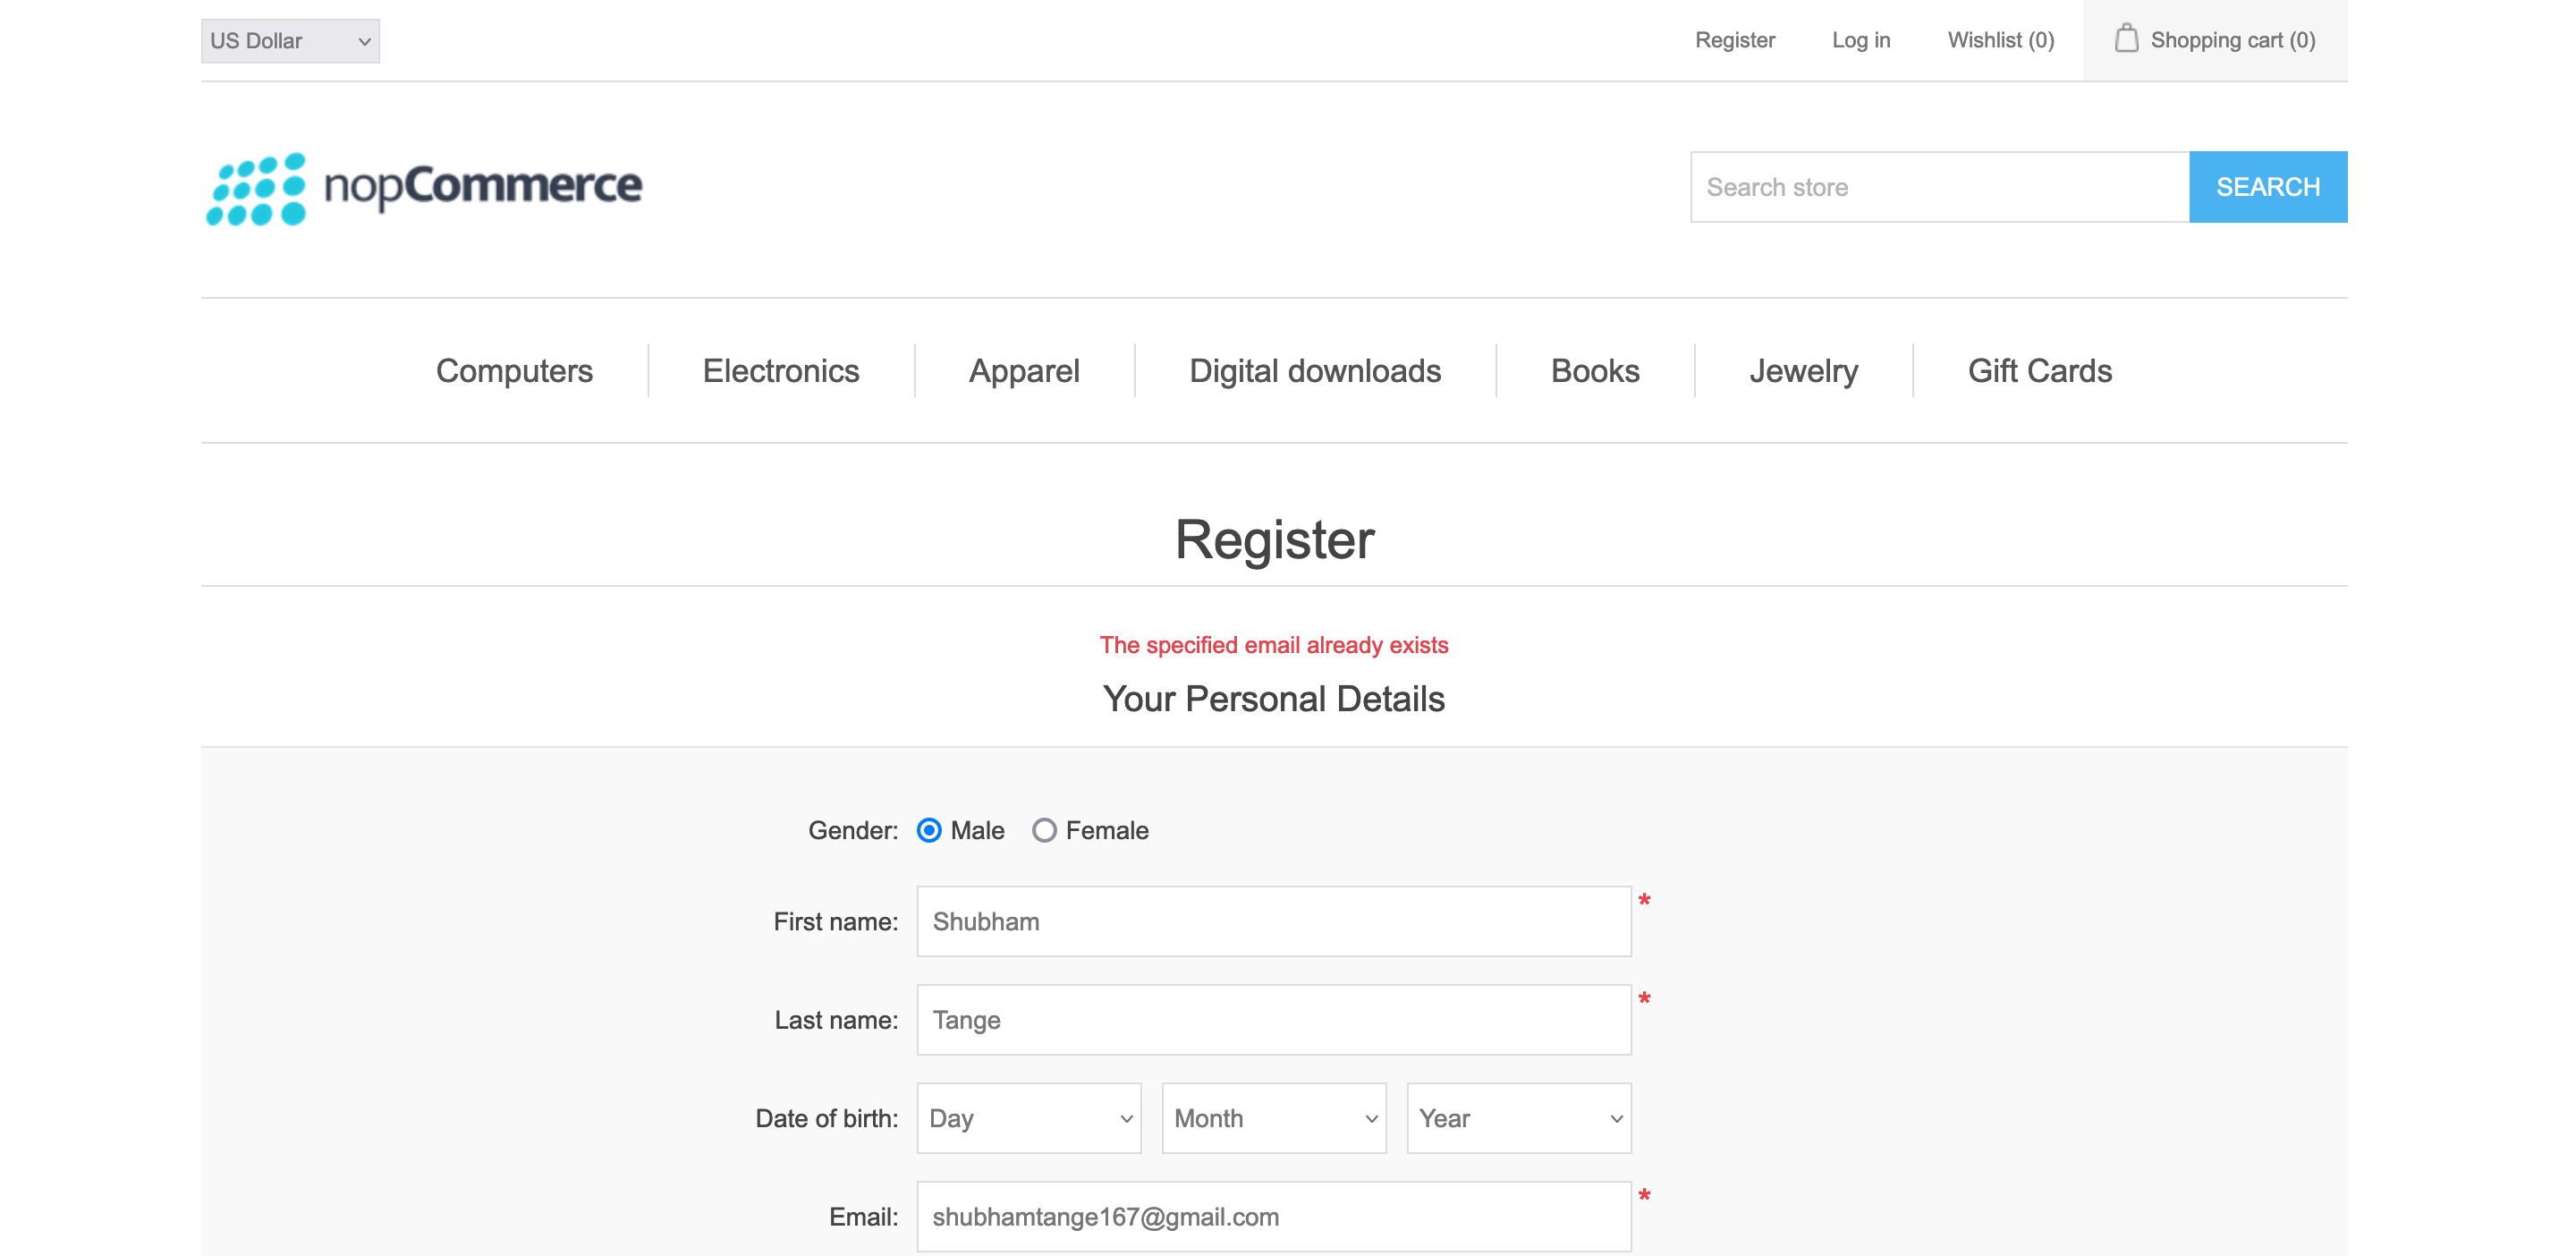 US Dollar Register Log in Wishlist (0) Shopping cart (0)
nopCommerce Search store SEARCH
Computers Electronics Apparel Digital downloads Books Jewelry Gift Cards
Register
The specified email already exists
Your Personal Details
Gender: Male Female
First name: Shubham *
Last name: Tange *
Date of birth: Day Month Year
Email: shubhamtange167@gmail.com *